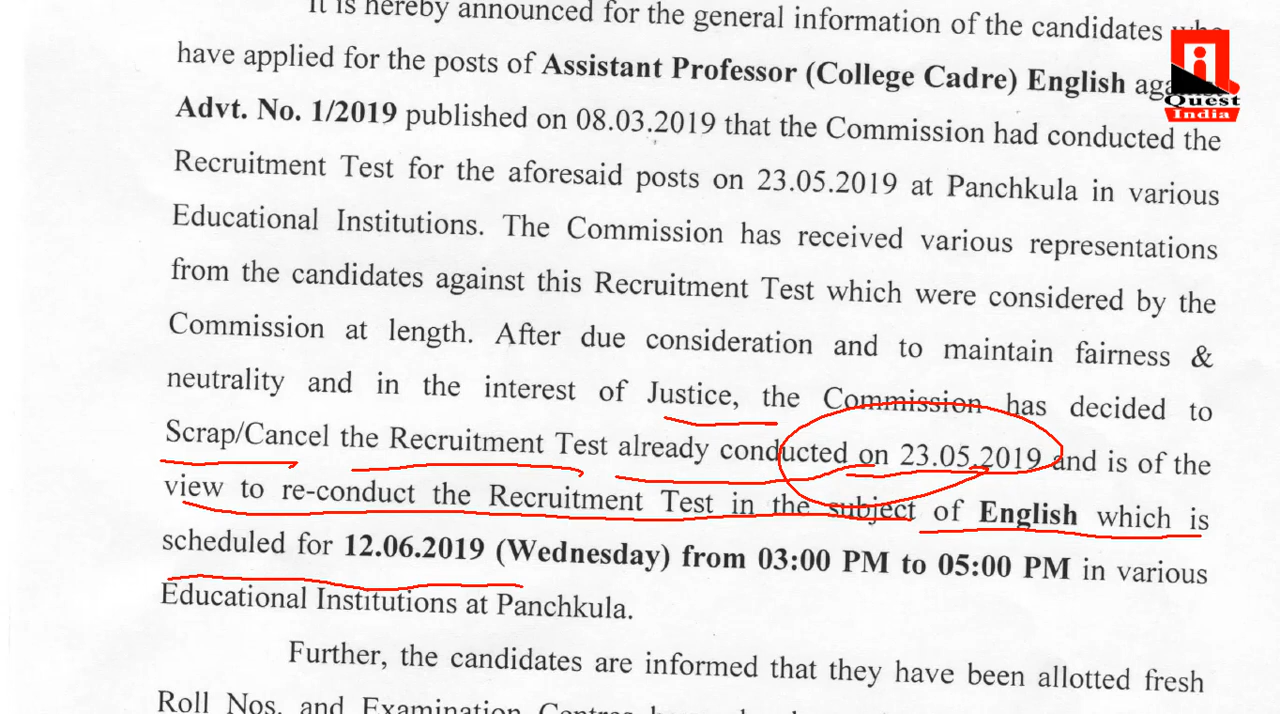 It is hereby announced for the general information of the candidates who
have applied for the posts of Assistant Professor (College Cadre) English against
Advt. No. 1/2019 published on 08.03.2019 that the Commission had conducted the
Recruitment Test for the aforesaid posts on 23.05.2019 at Panchkula in various
Educational Institutions. The Commission has received various representations
from the candidates against this Recruitment Test which were considered by the
Commission at length. After due consideration and to maintain fairness &
neutrality and in the interest of Justice, the Commission has decided to
Scrap/Cancel the Recruitment Test already conducted on 23.05.2019 and is of the
view to re-conduct the Recruitment Test in the subject of English which is
scheduled for 12.06.2019 (Wednesday) from 03:00 PM to 05:00 PM in various
Educational Institutions at Panchkula.
Further, the candidates are informed that they have been allotted fresh
Roll Nos. and Examination Centres
Quest
India